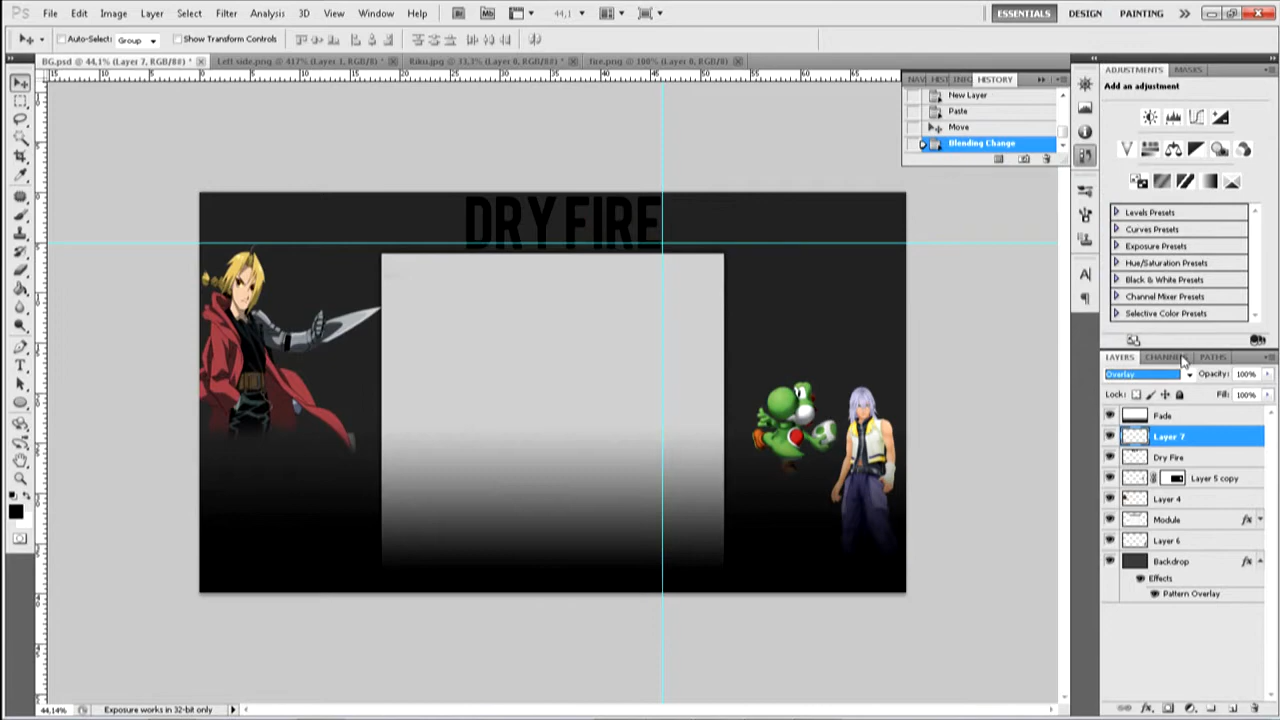 Ps File Edit Image Layer Select Filter Analysis 3D View Window Help Br Mb 44,1 ESSENTIALS DESIGN PAINTING
Auto-Select: Group Show Transform Controls
BG.psd @ 44,1% (Layer 7, RGB/8#) * Left side.png @ 417% (Layer 1, RGB/8) * Riku.jpg @ 33,3% (Layer 0, RGB/8#) * fire.png @ 100% (Layer 0, RGB/8)
HISTORY
New Layer
Paste
Move
Blending Change
ADJUSTMENTS MASKS
Add an adjustment
Levels Presets
Curves Presets
Exposure Presets
Hue/Saturation Presets
Black & White Presets
Channel Mixer Presets
Selective Color Presets
LAYERS CHANNELS PATHS
Overlay Opacity: 100%
Lock: Fill: 100%
Fade
Layer 7
Dry Fire
Layer 5 copy
Layer 4
Module fx
Layer 6
Backdrop fx
Effects
Pattern Overlay
DRY FIRE
44,14% Exposure works in 32-bit only